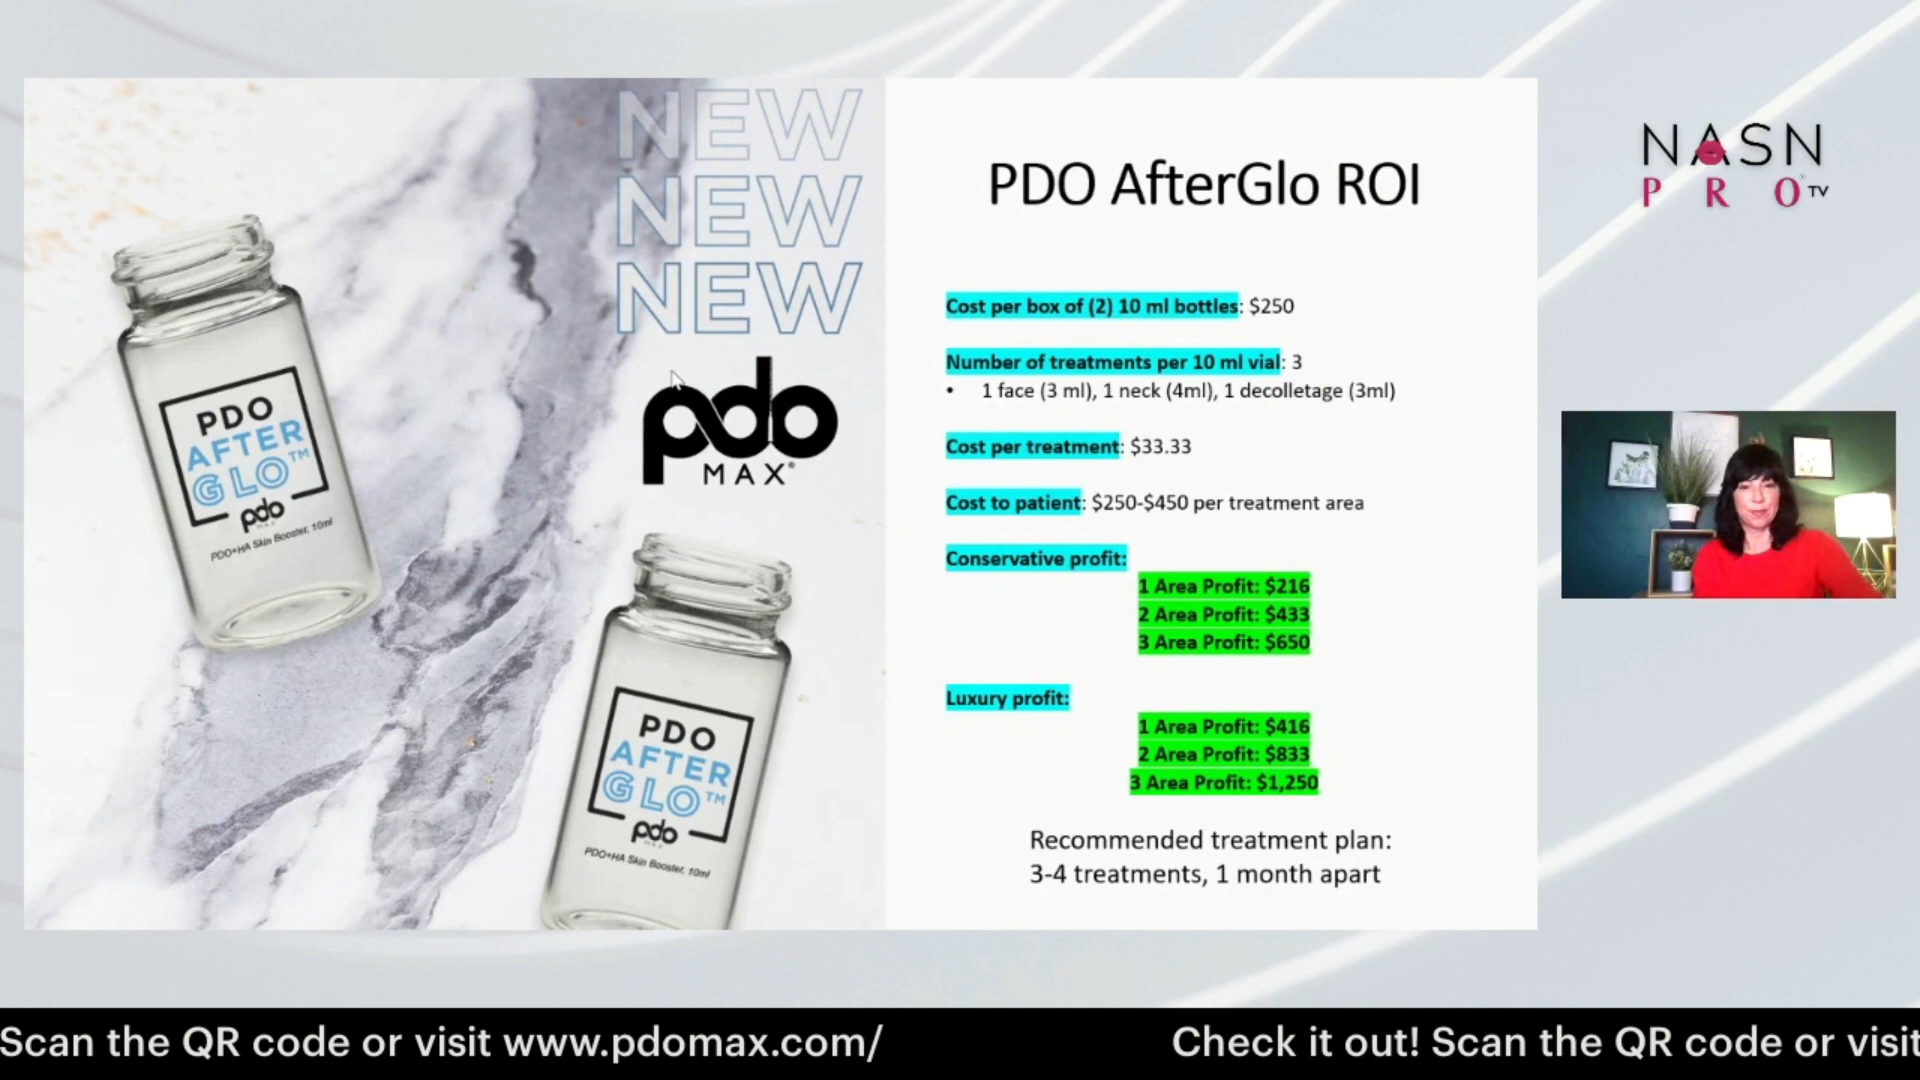 NEW
NEW
NEW
pdo
MAX®
PDO
AFTER
GLO™
pdo
MAX
PDO+HA Skin Booster, 10ml
PDO
AFTER
GLO™
pdo
MAX
PDO+HA Skin Booster, 10ml
PDO AfterGlo ROI
Cost per box of (2) 10 ml bottles: $250
Number of treatments per 10 ml vial: 3
• 1 face (3 ml), 1 neck (4ml), 1 decolletage (3ml)
Cost per treatment: $33.33
Cost to patient: $250-$450 per treatment area
Conservative profit:
1 Area Profit: $216
2 Area Profit: $433
3 Area Profit: $650
Luxury profit:
1 Area Profit: $416
2 Area Profit: $833
3 Area Profit: $1,250
Recommended treatment plan:
3-4 treatments, 1 month apart
NASN
PRO® TV
Scan the QR code or visit www.pdomax.com/ Check it out! Scan the QR code or visit